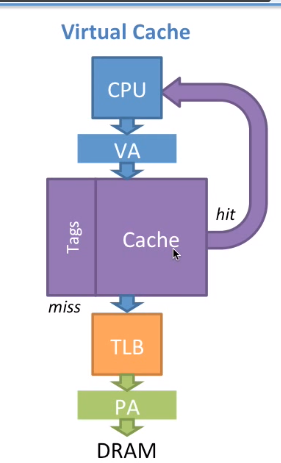 Virtual Cache
CPU
VA
hit
Tags
Cache
miss
TLB
PA
DRAM